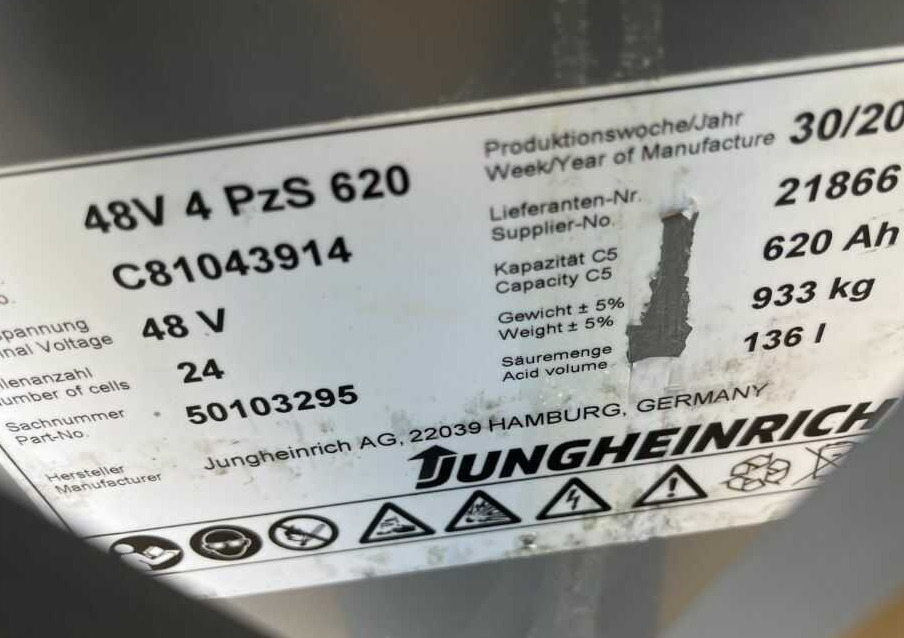 48V 4 PzS 620
C81043914
o.
pannung
nal Voltage
48 V
lenanzahl
umber of cells
24
Sachnummer
Part-No.
50103295
Produktionswoche/Jahr
Week/Year of Manufacture
30/20
Lieferanten-Nr.
Supplier-No.
21866
Kapazität C5
Capacity C5
620 Ah
Gewicht ± 5%
Weight ± 5%
933 kg
Säuremenge
Acid volume
136 l
Hersteller
Manufacturer
Jungheinrich AG, 22039 HAMBURG, GERMANY
JUNGHEINRICH